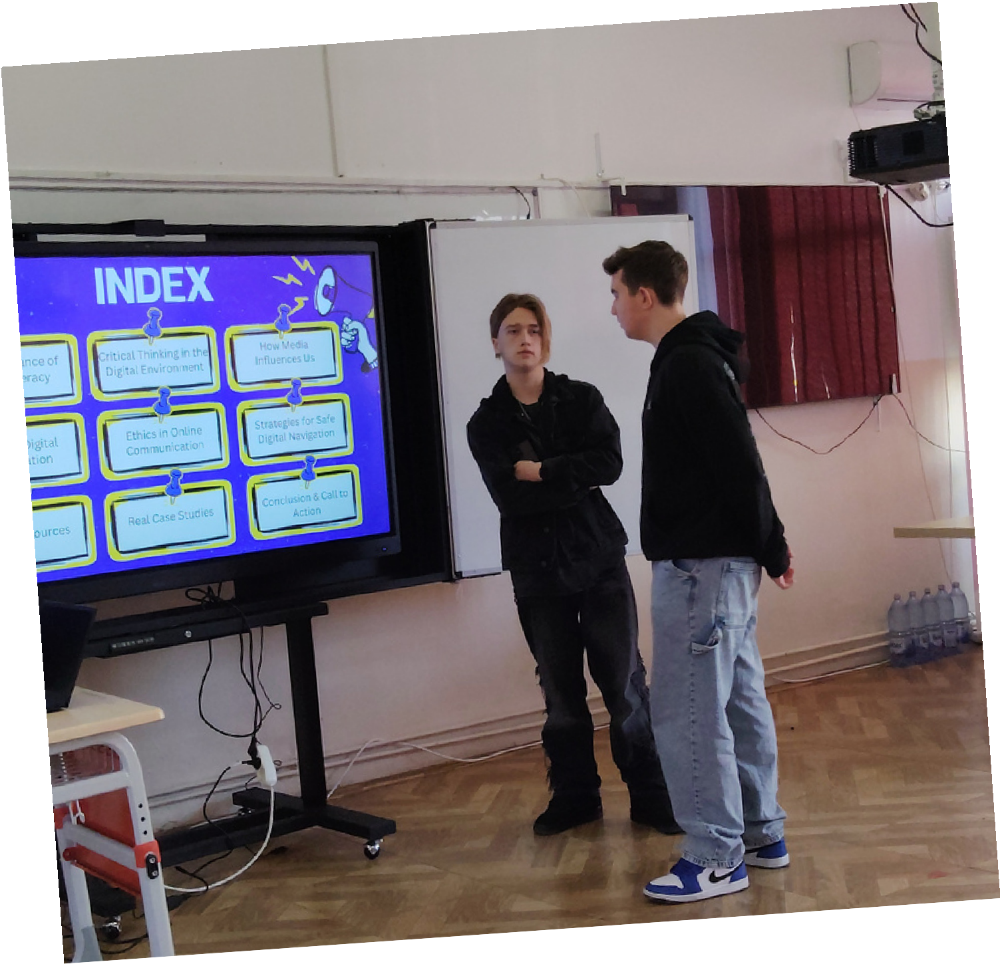 INDEX
Critical Thinking in the
Digital Environment
How Media
Influences Us
Ethics in Online
Communication
Strategies for Safe
Digital Navigation
Real Case Studies
Conclusion & Call to
Action